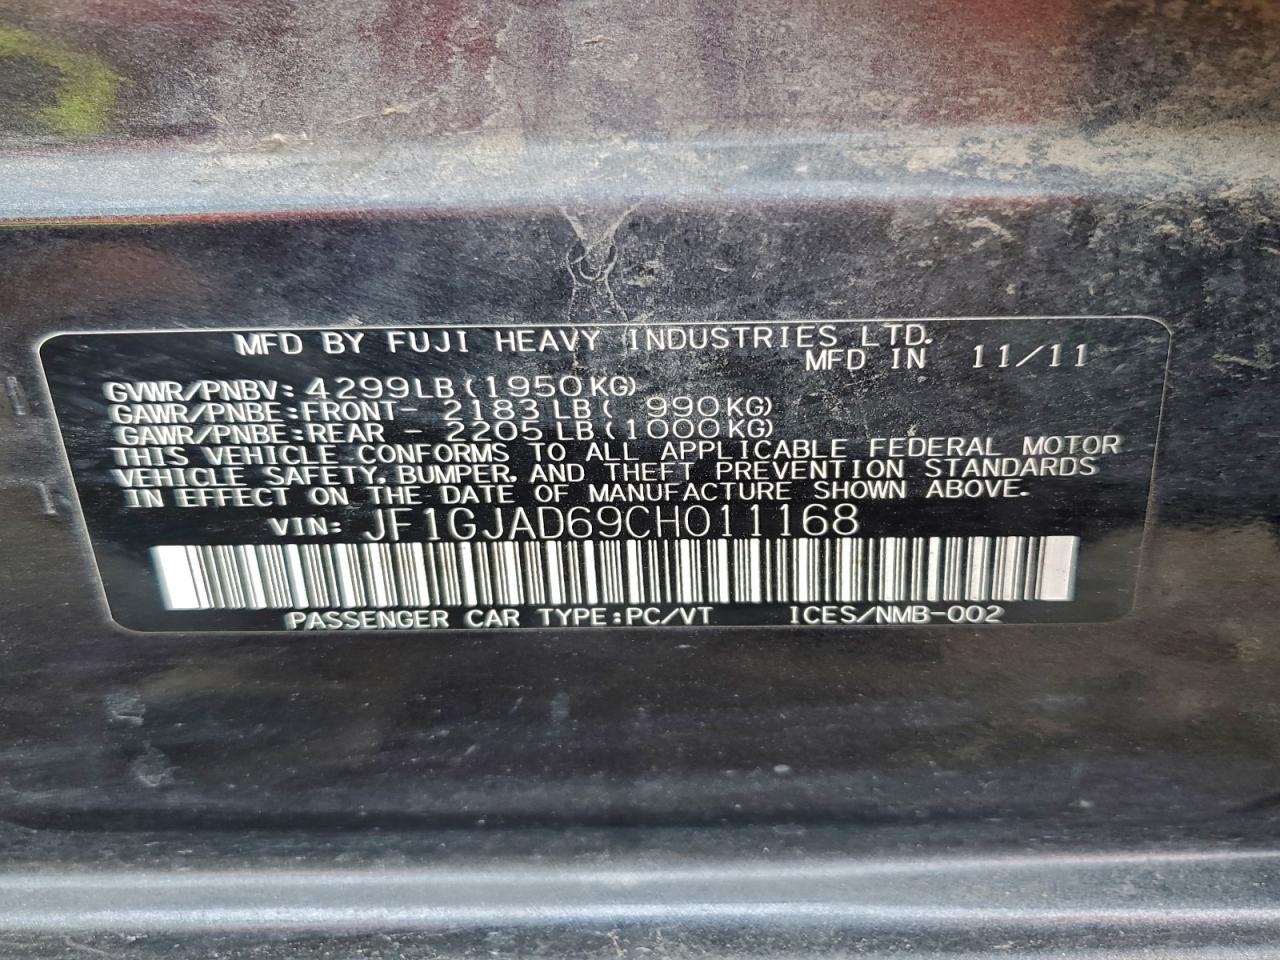 MFD BY FUJI HEAVY INDUSTRIES LTD.
MFD IN 11/11
GVWR/PNBV: 4299LB (1950KG)
GAWR/PNBE:FRONT- 2183LB ( 990KG)
GAWR/PNBE:REAR - 2205LB (1000KG)
THIS VEHICLE CONFORMS TO ALL APPLICABLE FEDERAL MOTOR
VEHICLE SAFETY, BUMPER, AND THEFT PREVENTION STANDARDS
IN EFFECT ON THE DATE OF MANUFACTURE SHOWN ABOVE.
VIN: JF1GJAD69CH011168
PASSENGER CAR TYPE:PC/VT ICES/NMB-002